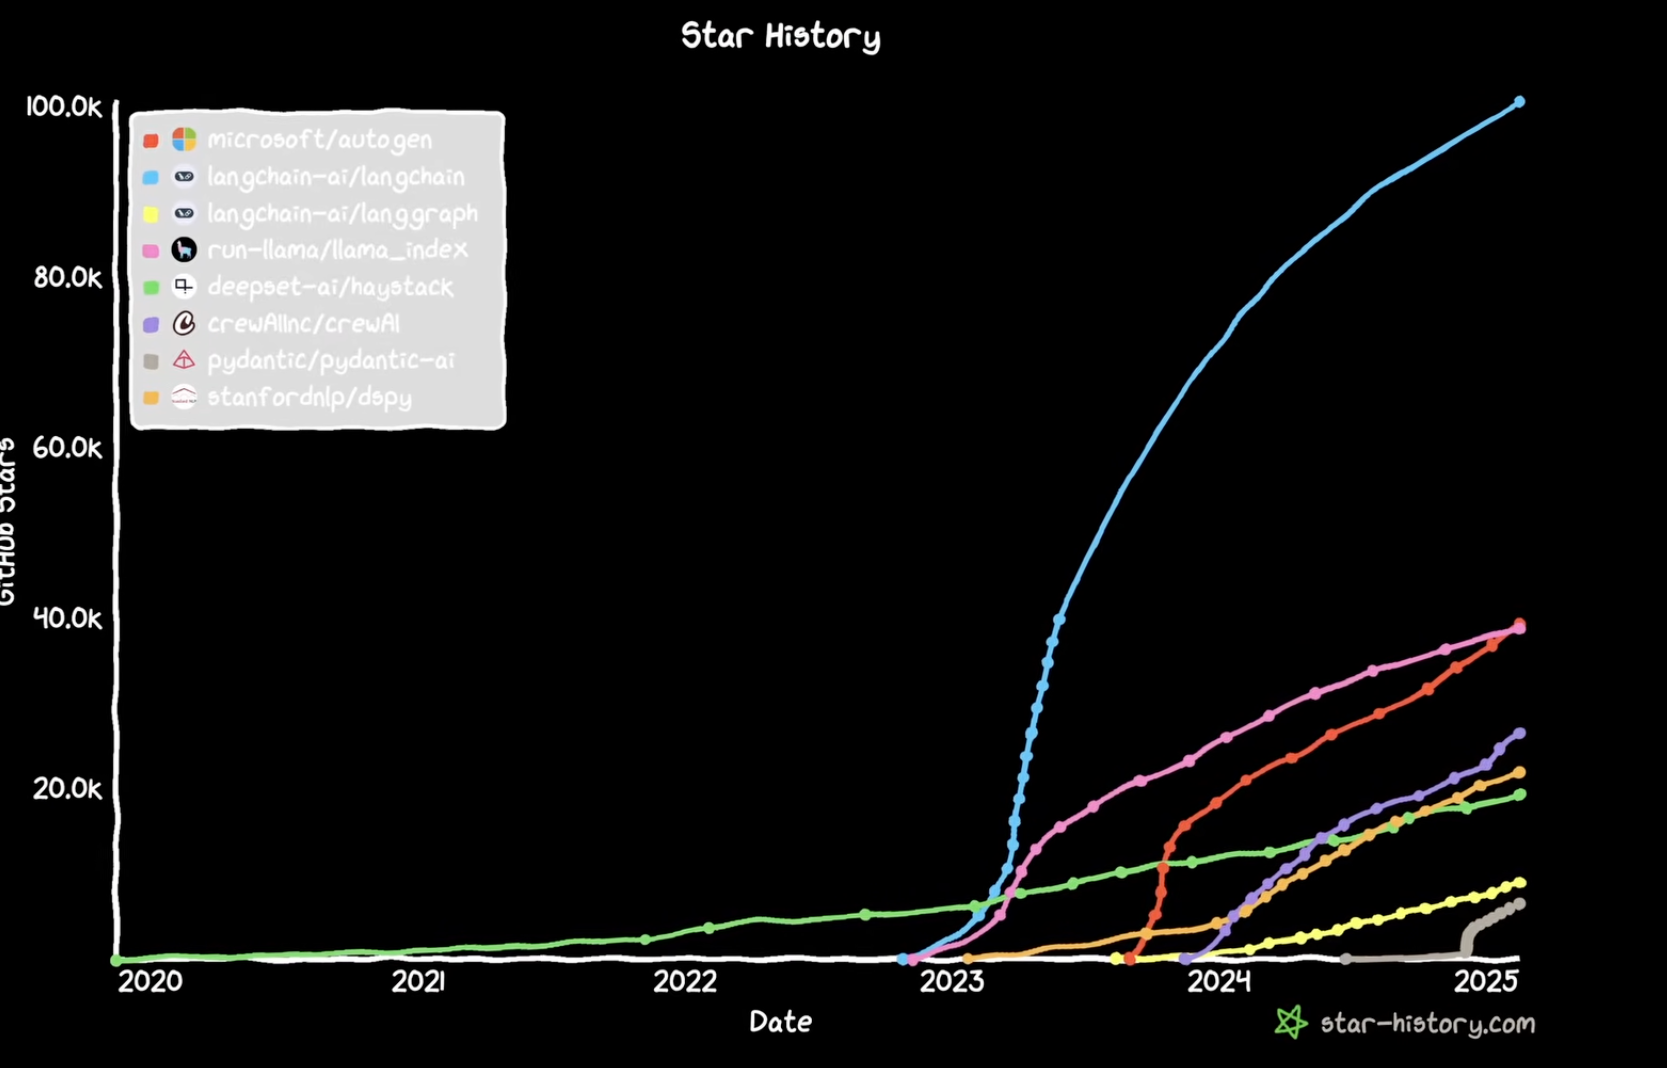 Star History
100.0k
80.0k
60.0k
40.0k
20.0k
GitHub Stars
microsoft/autogen
langchain-ai/langchain
langchain-ai/langgraph
run-llama/llama_index
deepset-ai/haystack
crewAIInc/crewAI
pydantic/pydantic-ai
stanfordnlp/dspy
2020 2021 2022 2023 2024 2025
Date
star-history.com